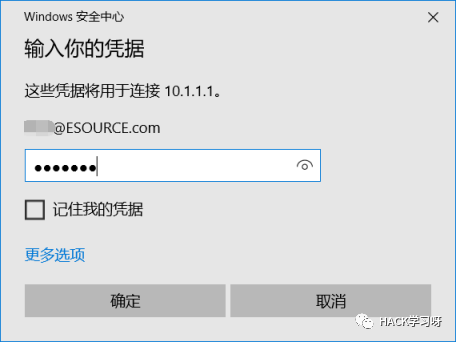 Windows 安全中心
输入你的凭据
这些凭据将用于连接 10.1.1.1。
@ESOURCE.com
●●●●●●●
记住我的凭据
更多选项
确定
取消
HACK学习呀